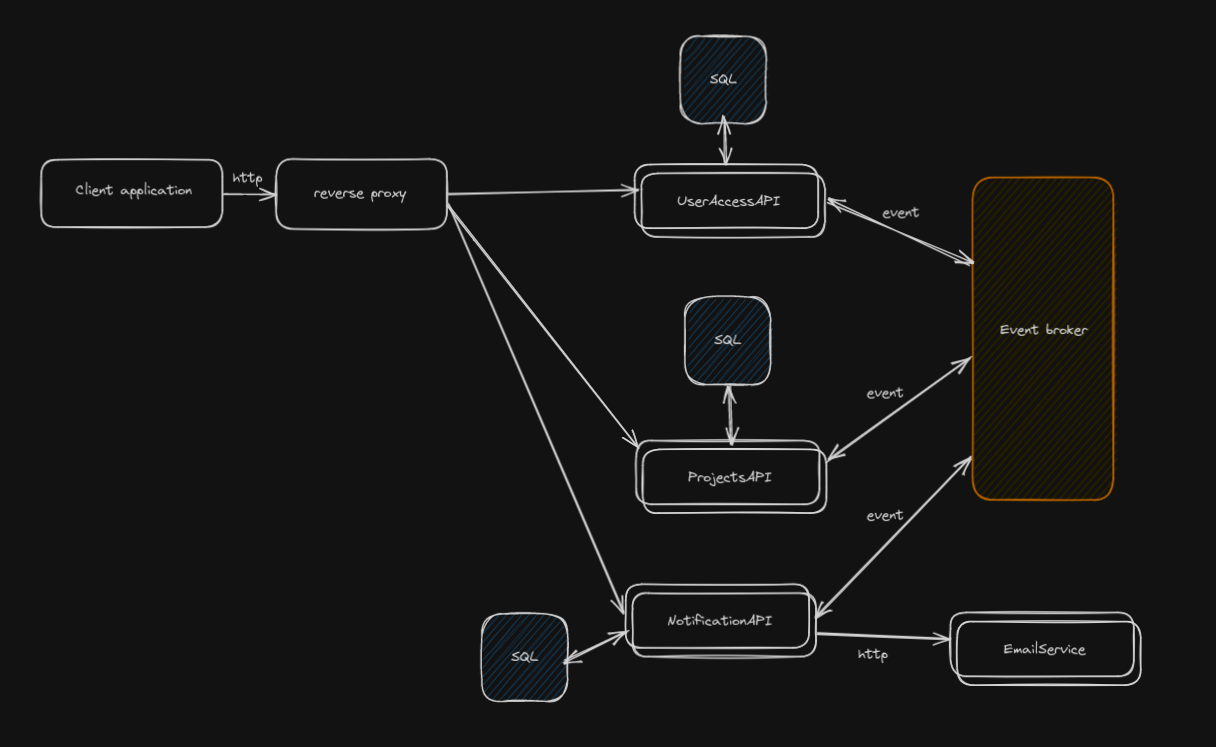 SQL
http
Client application
reverse proxy
UserAccessAPI
event
SQL
Event broker
event
ProjectsAPI
event
NotificationAPI
SQL
http
EmailService